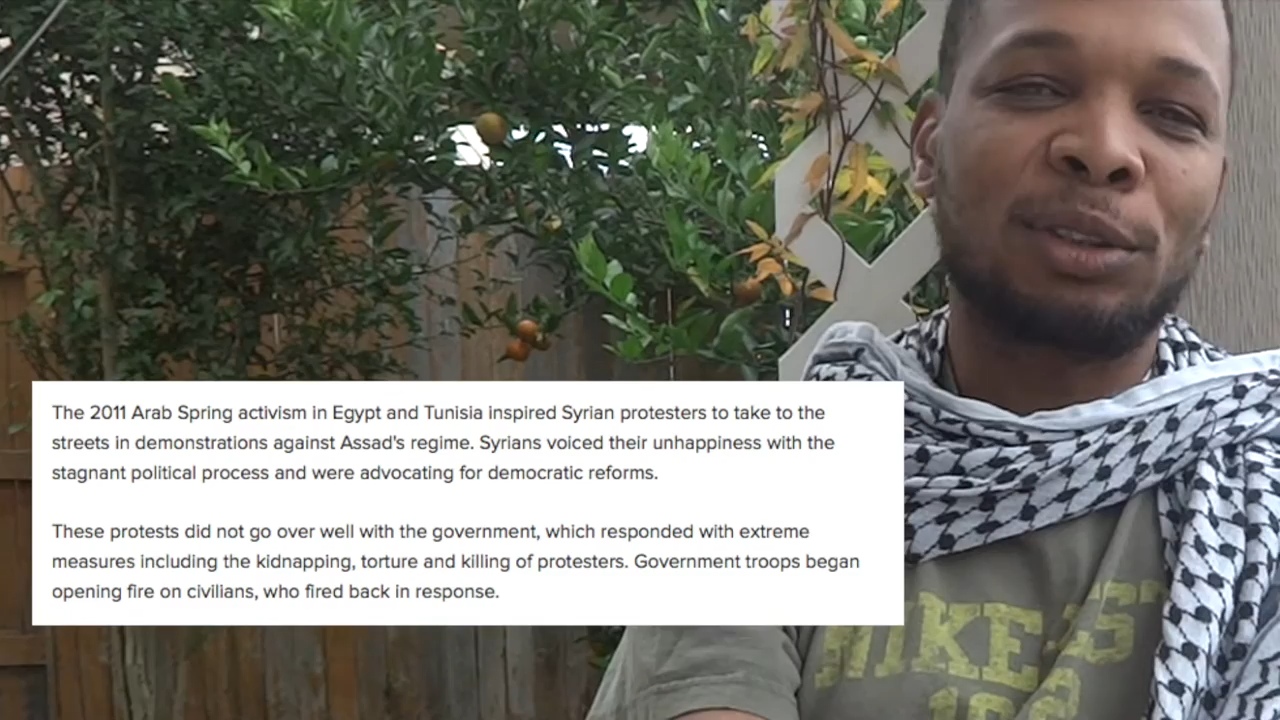 The 2011 Arab Spring activism in Egypt and Tunisia inspired Syrian protesters to take to the
streets in demonstrations against Assad's regime. Syrians voiced their unhappiness with the
stagnant political process and were advocating for democratic reforms.
These protests did not go over well with the government, which responded with extreme
measures including the kidnapping, torture and killing of protesters. Government troops began
opening fire on civilians, who fired back in response.